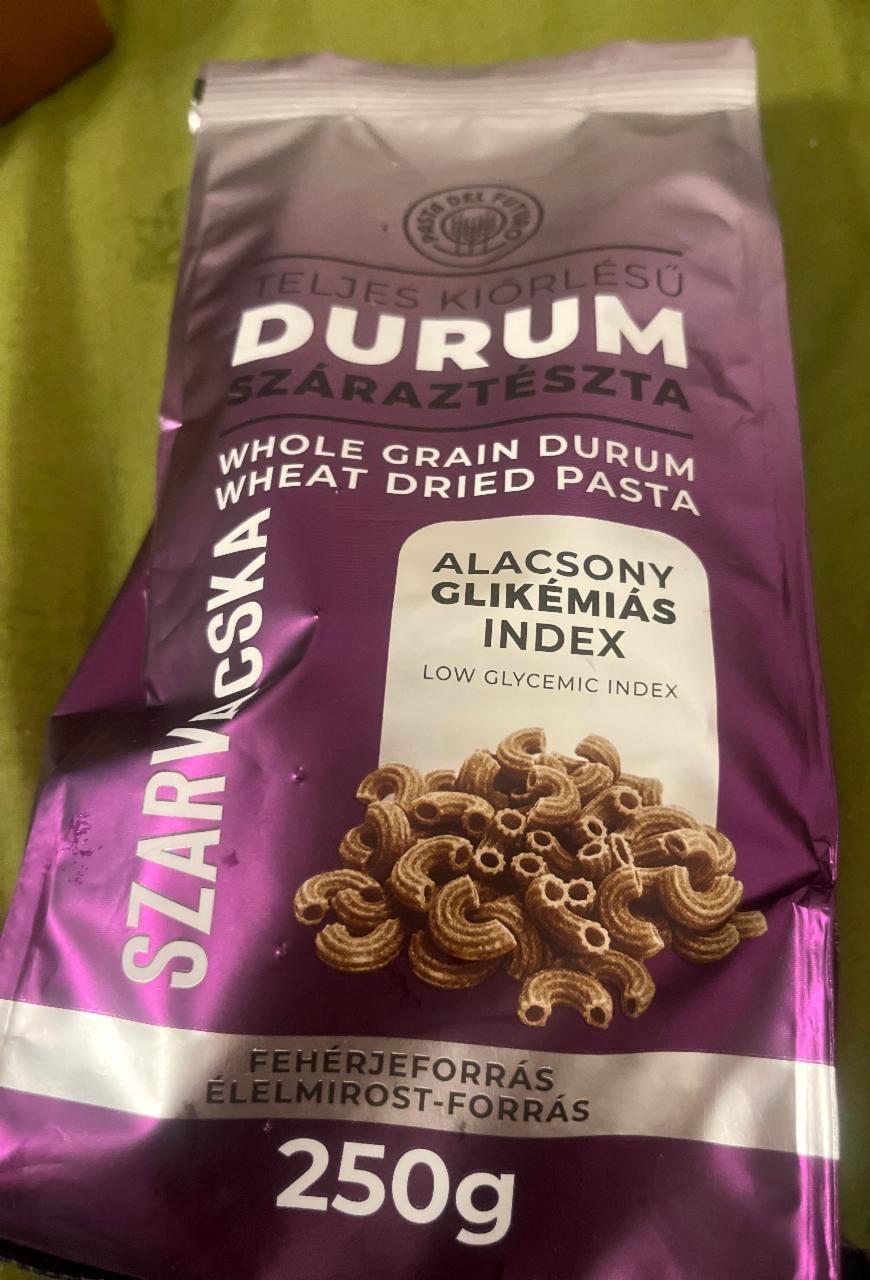 PASTA DEL FUTURO
TELJES KIŐRLÉSŰ
DURUM
SZÁRAZTÉSZTA
WHOLE GRAIN DURUM
WHEAT DRIED PASTA
SZARVACSKA
ALACSONY
GLIKÉMIÁS
INDEX
LOW GLYCEMIC INDEX
FEHÉRJEFORRÁS
ÉLELMIROST-FORRÁS
250g